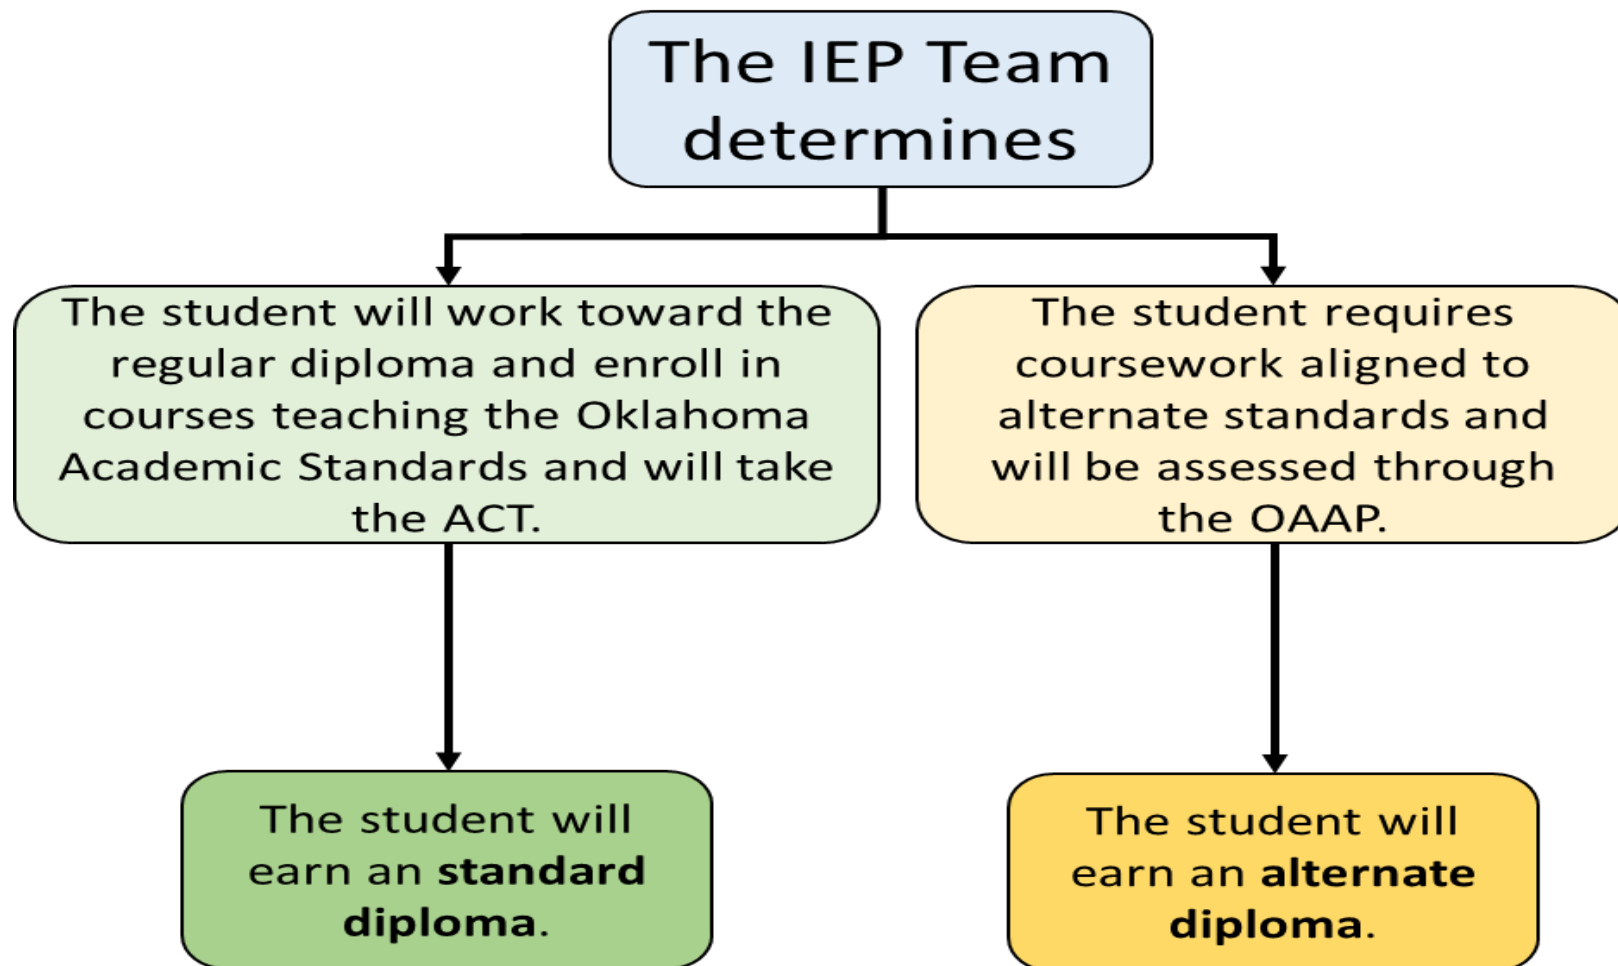 The IEP Team
determines
The student will work toward the
regular diploma and enroll in
courses teaching the Oklahoma
Academic Standards and will take
the ACT.
The student requires
coursework aligned to
alternate standards and
will be assessed through
the OAAP.
The student will
earn an standard
diploma.
The student will
earn an alternate
diploma.